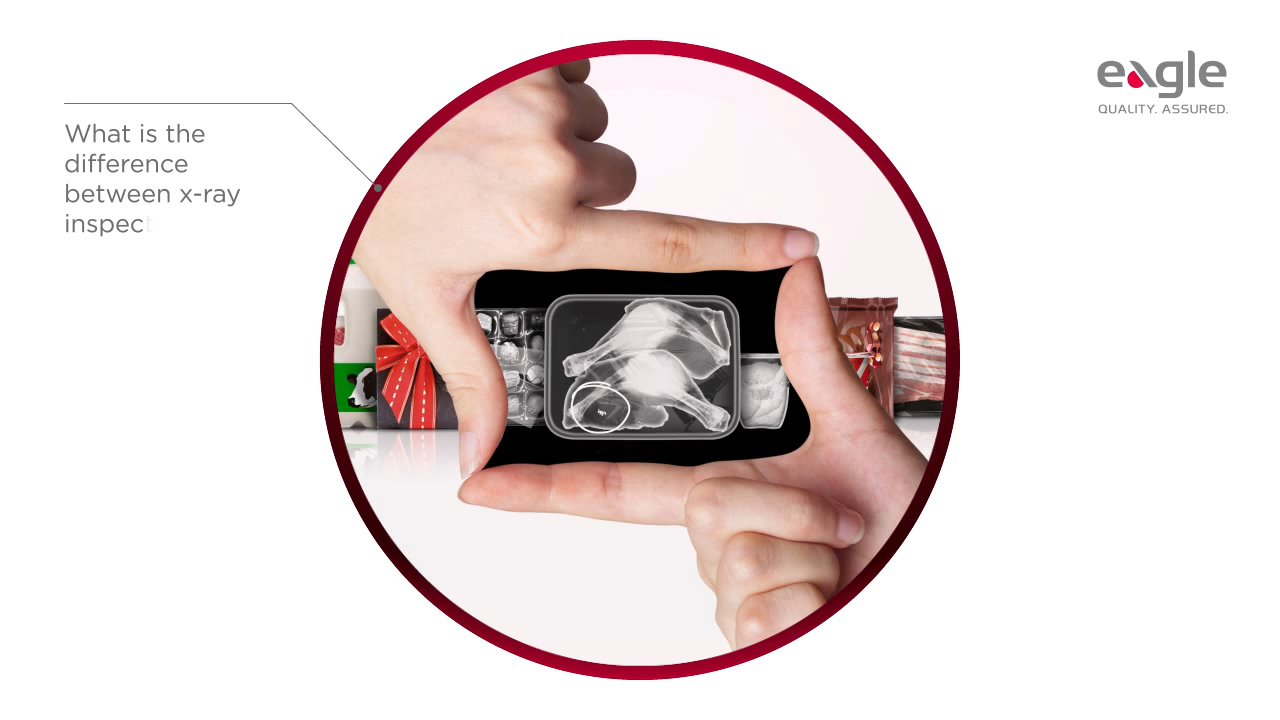 What is the
difference
between x-ray
inspec
eagle
QUALITY. ASSURED.